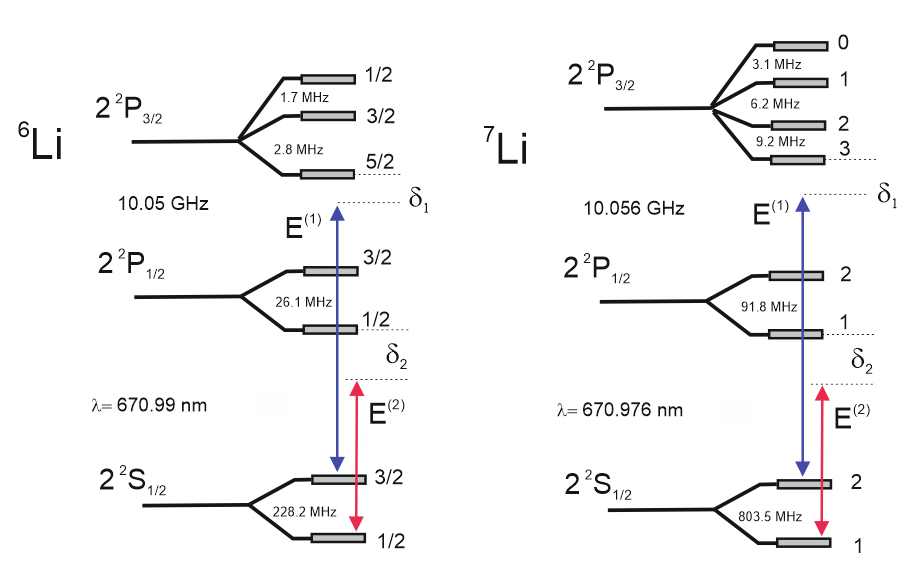 ⁶Li
2 ²P₃/₂
1/2
1.7 MHz
3/2
2.8 MHz
5/2
10.05 GHz
δ₁
E⁽¹⁾
2 ²P₁/₂
3/2
26.1 MHz
1/2
δ₂
λ= 670.99 nm
E⁽²⁾
2 ²S₁/₂
3/2
228.2 MHz
1/2
⁷Li
2 ²P₃/₂
0
3.1 MHz
1
6.2 MHz
2
9.2 MHz
3
10.056 GHz
δ₁
E⁽¹⁾
2 ²P₁/₂
2
91.8 MHz
1
δ₂
λ= 670.976 nm
E⁽²⁾
2 ²S₁/₂
2
803.5 MHz
1